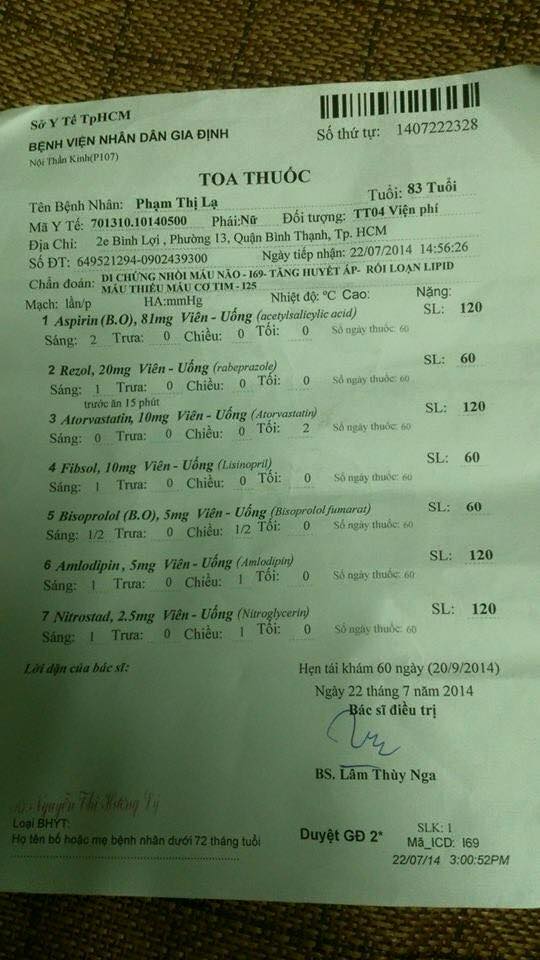 Sở Y Tế TpHCM
BỆNH VIỆN NHÂN DÂN GIA ĐỊNH
Nội Thần Kinh(P107)
Số thứ tự: 1407222328
TOA THUỐC
Tên Bệnh Nhân: Phạm Thị Lạ Tuổi: 83 Tuổi
Mã Y Tế: 701310.10140500 Phái:Nữ Đối tượng: TT04 Viện phí
Địa Chỉ: 2e Bình Lợi , Phường 13, Quận Bình Thạnh, Tp. HCM
Số ĐT: 649521294-0902439300 Ngày tiếp nhận: 22/07/2014 14:56:26
Chẩn đoán: DI CHỨNG NHỒI MÁU NÃO - I69- TĂNG HUYẾT ÁP- RỐI LOẠN LIPID
MÁU THIẾU MÁU CƠ TIM - I25
Mạch: lần/p HA:mmHg Nhiệt độ: °C Cao: Nặng:
1 Aspirin (B.O), 81mg Viên - Uống (acetylsalicylic acid) SL: 120
Sáng: 2 Trưa: 0 Chiều: 0 Tối: 0 Số ngày thuốc: 60
2 Rezol, 20mg Viên - Uống (rabeprazole) SL: 60
Sáng: 1 Trưa: 0 Chiều: 0 Tối: 0 Số ngày thuốc: 60
trước ăn 15 phút
3 Atorvastatin, 10mg Viên - Uống (Atorvastatin) SL: 120
Sáng: 0 Trưa: 0 Chiều: 0 Tối: 2 Số ngày thuốc: 60
4 Fibsol, 10mg Viên - Uống (Lisinopril) SL: 60
Sáng: 1 Trưa: 0 Chiều: 0 Tối: 0 Số ngày thuốc: 60
5 Bisoprolol (B.O), 5mg Viên - Uống (Bisoprolol fumarat) SL: 60
Sáng: 1/2 Trưa: 0 Chiều: 1/2 Tối: 0 Số ngày thuốc: 60
6 Amlodipin , 5mg Viên - Uống (Amlodipin) SL: 120
Sáng: 1 Trưa: 0 Chiều: 1 Tối: 0 Số ngày thuốc: 60
7 Nitrostad, 2.5mg Viên - Uống (Nitroglycerin) SL: 120
Sáng: 1 Trưa: 0 Chiều: 1 Tối: 0 Số ngày thuốc: 60
Lời dặn của bác sĩ:
Hẹn tái khám 60 ngày (20/9/2014)
Ngày 22 tháng 7 năm 2014
Bác sĩ điều trị
BS. Lâm Thùy Nga
Nguyễn Thị Hương
Loại BHYT:
Họ tên bố hoặc mẹ bệnh nhân dưới 72 tháng tuổi
Duyệt GĐ 2*
SLK: 1
Mã_ICD: I69
22/07/14 3:00:52PM